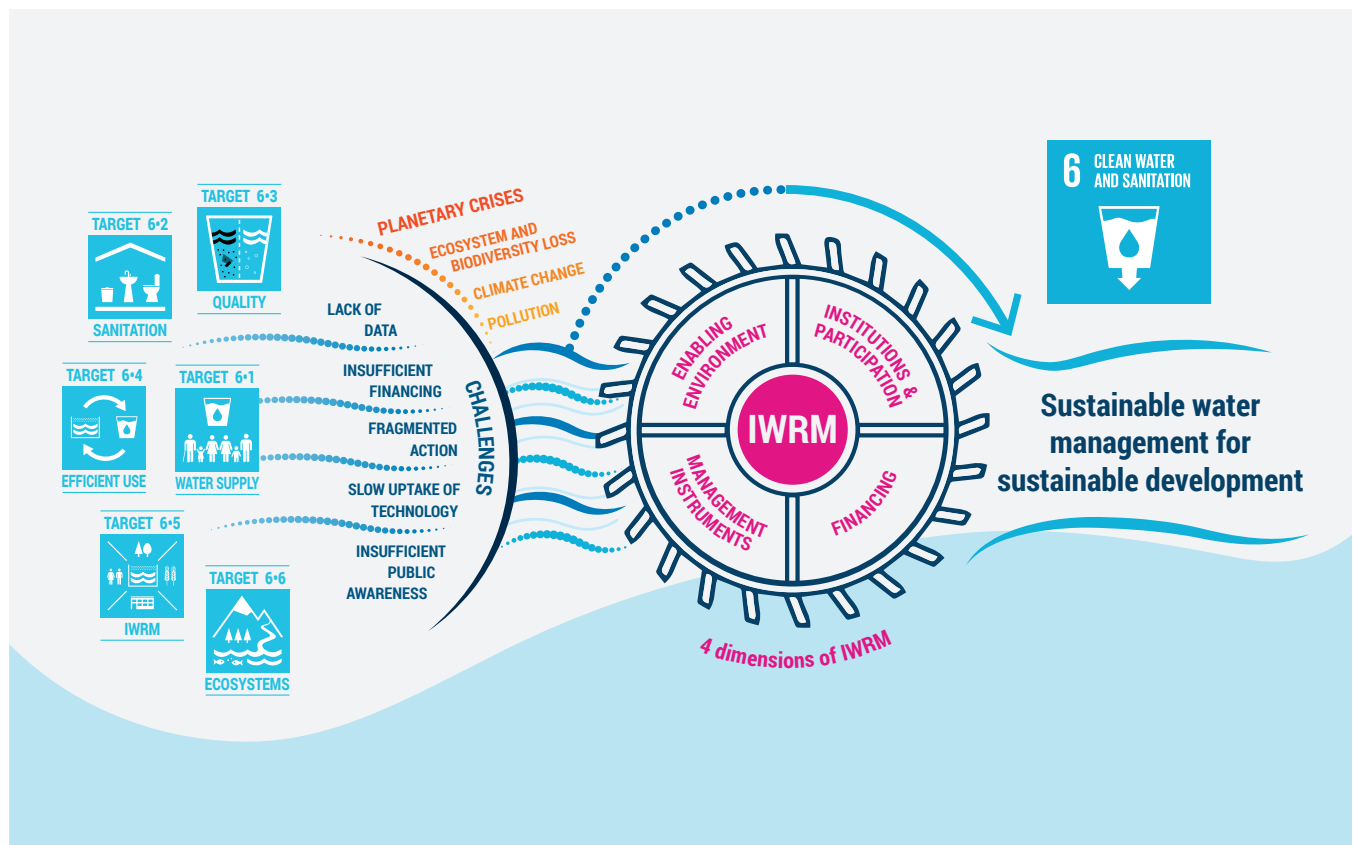 TARGET 6•3
QUALITY
TARGET 6•2
SANITATION
TARGET 6•4
EFFICIENT USE
TARGET 6•1
WATER SUPPLY
TARGET 6•5
IWRM
TARGET 6•6
ECOSYSTEMS
LACK OF
DATA
INSUFFICIENT
FINANCING
FRAGMENTED
ACTION
SLOW UPTAKE OF
TECHNOLOGY
INSUFFICIENT
PUBLIC
AWARENESS
CHALLENGES
PLANETARY CRISES
ECOSYSTEM AND
BIODIVERSITY LOSS
CLIMATE CHANGE
POLLUTION
ENABLING
ENVIRONMENT
INSTITUTIONS &
PARTICIPATION
IWRM
MANAGEMENT
INSTRUMENTS
FINANCING
4 dimensions of IWRM
6 CLEAN WATER
AND SANITATION
Sustainable water
management for
sustainable development